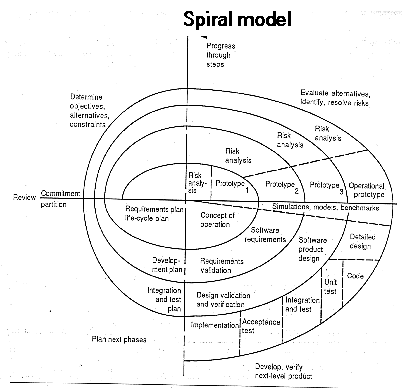 Spiral model
Progress
through
steps
Determine
objectives,
alternatives,
constraints
Evaluate alternatives,
identify, resolve risks
Risk
analysis
Risk
analysis
Risk
analysis
Risk
analy-
sis
Prototype
1
Prototype
2
Prototype
3
Operational
prototype
Review
Commitment
partition
Simulations, models, benchmarks
Requirements plan
life-cycle plan
Concept of
operation
Software
requirements
Software
product
design
Detailed
design
Develop-
ment plan
Requirements
validation
Integration
and test
plan
Design validation
and verification
Unit
test
Code
Integration
and test
Acceptance
test
Implementation
Plan next phases
Develop, verify
next-level product